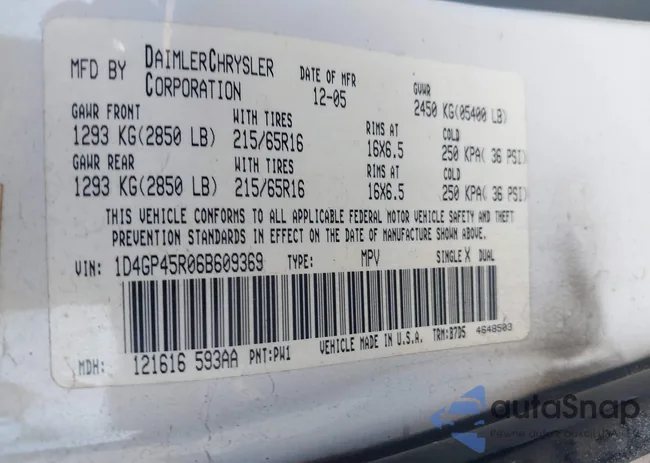 MFD BY DAIMLERCHRYSLER CORPORATION DATE OF MFR 12-05 GVWR 2450 KG(05400 LB)
GAWR FRONT WITH TIRES RIMS AT COLD
1293 KG(2850 LB) 215/65R16 16X6.5 250 KPA( 36 PSI)
GAWR REAR WITH TIRES RIMS AT COLD
1293 KG(2850 LB) 215/65R16 16X6.5 250 KPA( 36 PSI)
THIS VEHICLE CONFORMS TO ALL APPLICABLE FEDERAL MOTOR VEHICLE SAFETY AND THEFT
PREVENTION STANDARDS IN EFFECT ON THE DATE OF MANUFACTURE SHOWN ABOVE.
VIN: 1D4GP45R06B609369 TYPE: MPV SINGLE X DUAL
MDH: 121616 593AA PNT:PW1 VEHICLE MADE IN U.S.A. TRM:B7D5 4648503
autoSnap